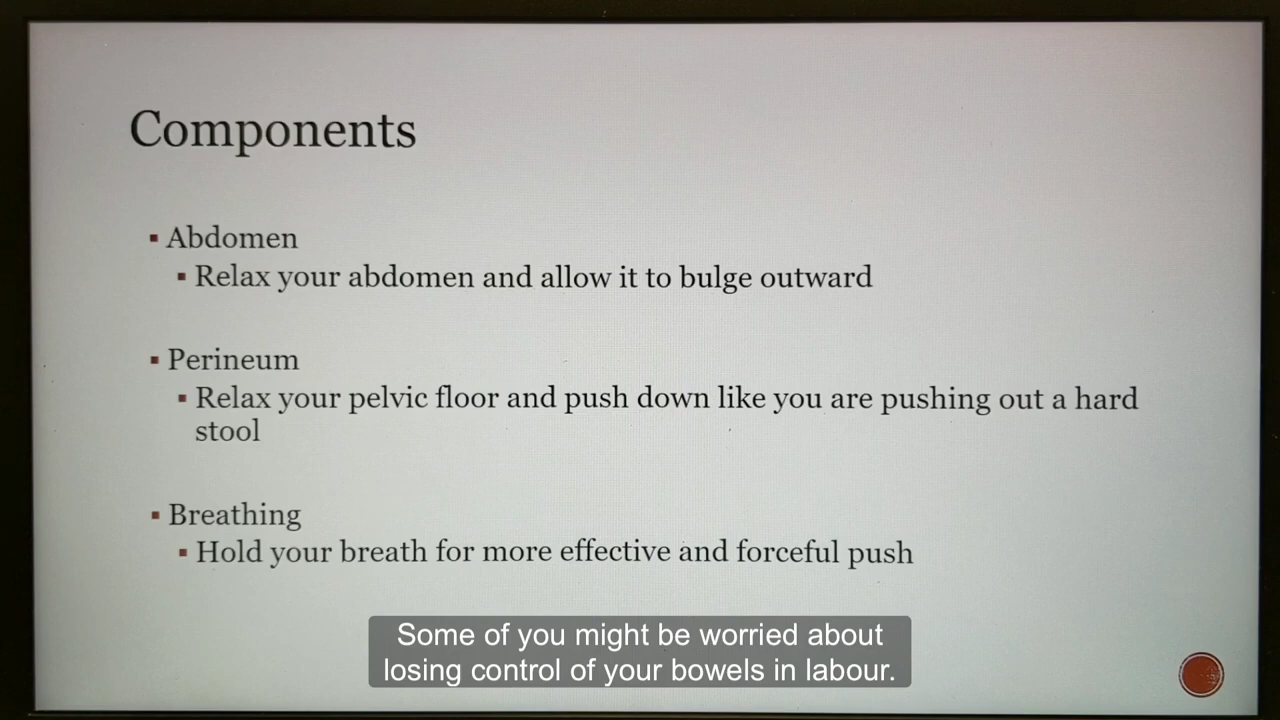 Components
▪ Abdomen
▪ Relax your abdomen and allow it to bulge outward
▪ Perineum
▪ Relax your pelvic floor and push down like you are pushing out a hard
stool
▪ Breathing
▪ Hold your breath for more effective and forceful push
Some of you might be worried about
losing control of your bowels in labour.